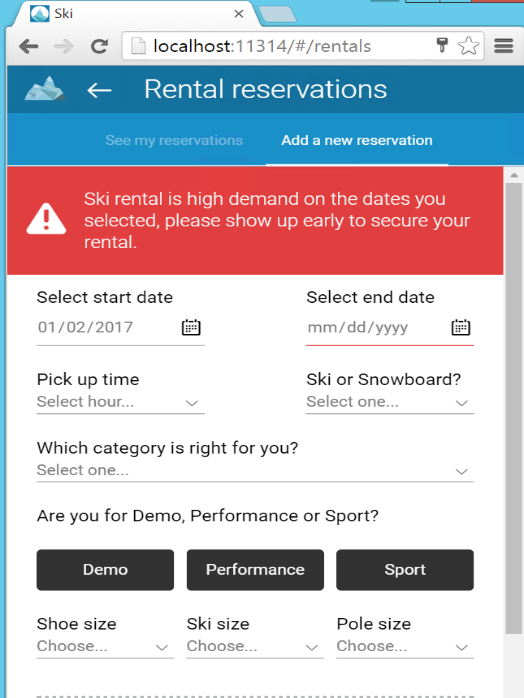 Ski
localhost:11314/#/rentals
Rental reservations
See my reservations
Add a new reservation
Ski rental is high demand on the dates you
selected, please show up early to secure your
rental.
Select start date
Select end date
01/02/2017
mm/dd/yyyy
Pick up time
Ski or Snowboard?
Select hour...
Select one...
Which category is right for you?
Select one...
Are you for Demo, Performance or Sport?
Demo
Performance
Sport
Shoe size
Ski size
Pole size
Choose...
Choose...
Choose...